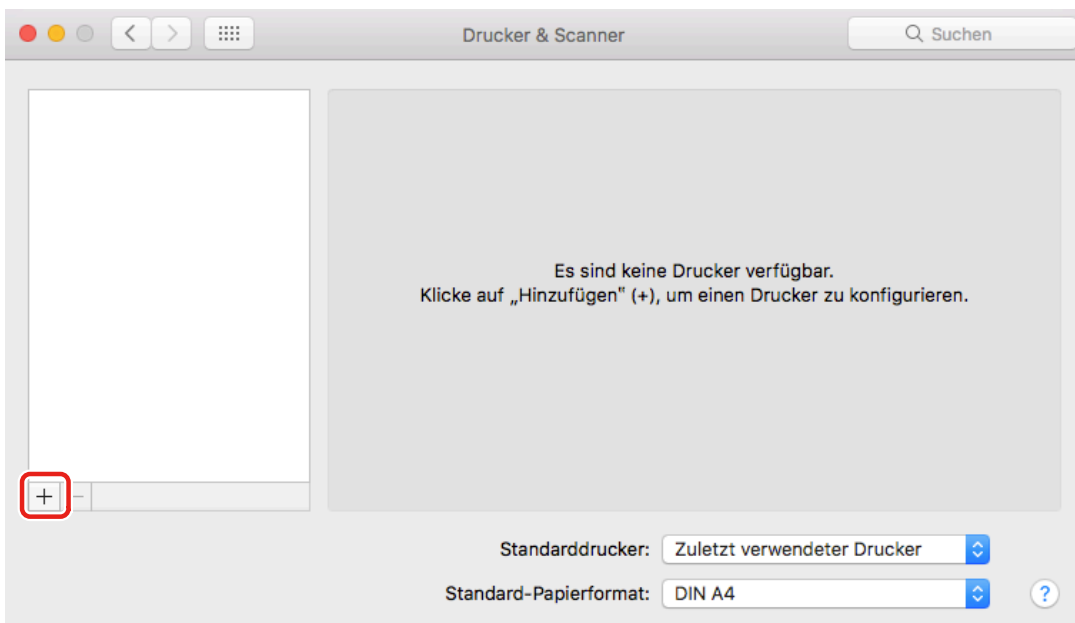 Drucker & Scanner
Suchen
Es sind keine Drucker verfügbar.
Klicke auf „Hinzufügen“ (+), um einen Drucker zu konfigurieren.
+ −
Standarddrucker: Zuletzt verwendeter Drucker
Standard-Papierformat: DIN A4 ?